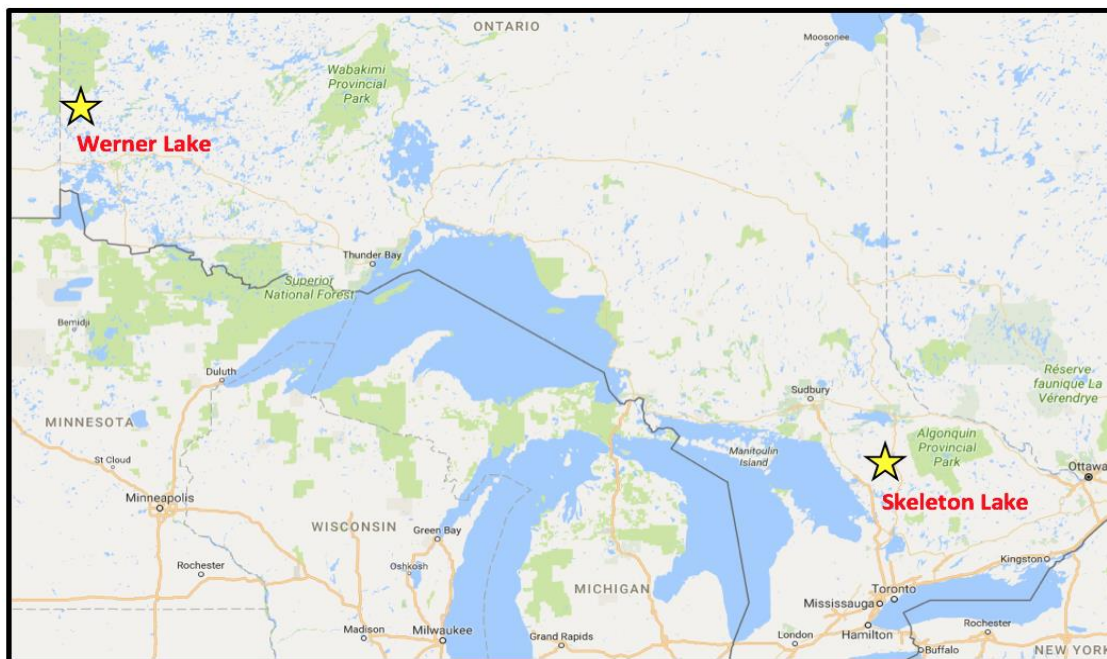 ONTARIO
Moosonee
Wabakimi
Provincial
Park
Werner Lake
Thunder Bay
Superior
National Forest
Bemidji
Duluth
Réserve
faunique La
Vérendrye
Sudbury
MINNESOTA
Algonquin
Provincial
Park
Manitoulin
Island
St Cloud
Ottawa
Skeleton Lake
Minneapolis
WISCONSIN
Green Bay
Oshkosh
Kingston
Rochester
MICHIGAN
Toronto
Mississauga
Hamilton
Rochester
Madison
Milwaukee
Grand Rapids
London
Buffalo
NEW YORK